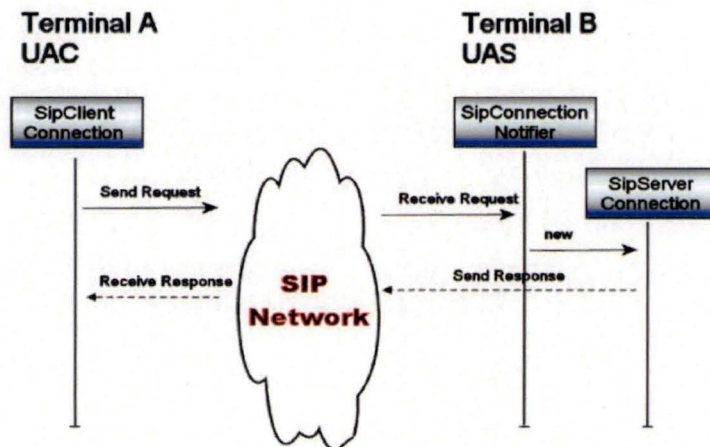 Terminal A
UAC
Terminal B
UAS
SipClient
Connection
SipConnection
Notifier
SipServer
Connection
Send Request
Receive Request
new
Send Response
Receive Response
SIP
Network